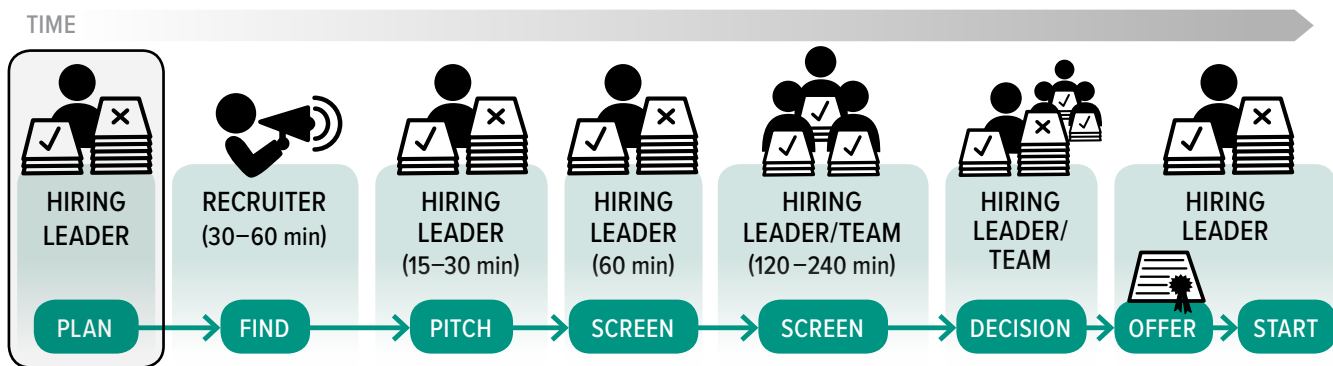 TIME
HIRING
LEADER
PLAN
RECRUITER
(30–60 min)
FIND
HIRING
LEADER
(15–30 min)
PITCH
HIRING
LEADER
(60 min)
SCREEN
HIRING
LEADER/TEAM
(120–240 min)
SCREEN
HIRING
LEADER/
TEAM
DECISION
HIRING
LEADER
OFFER
START